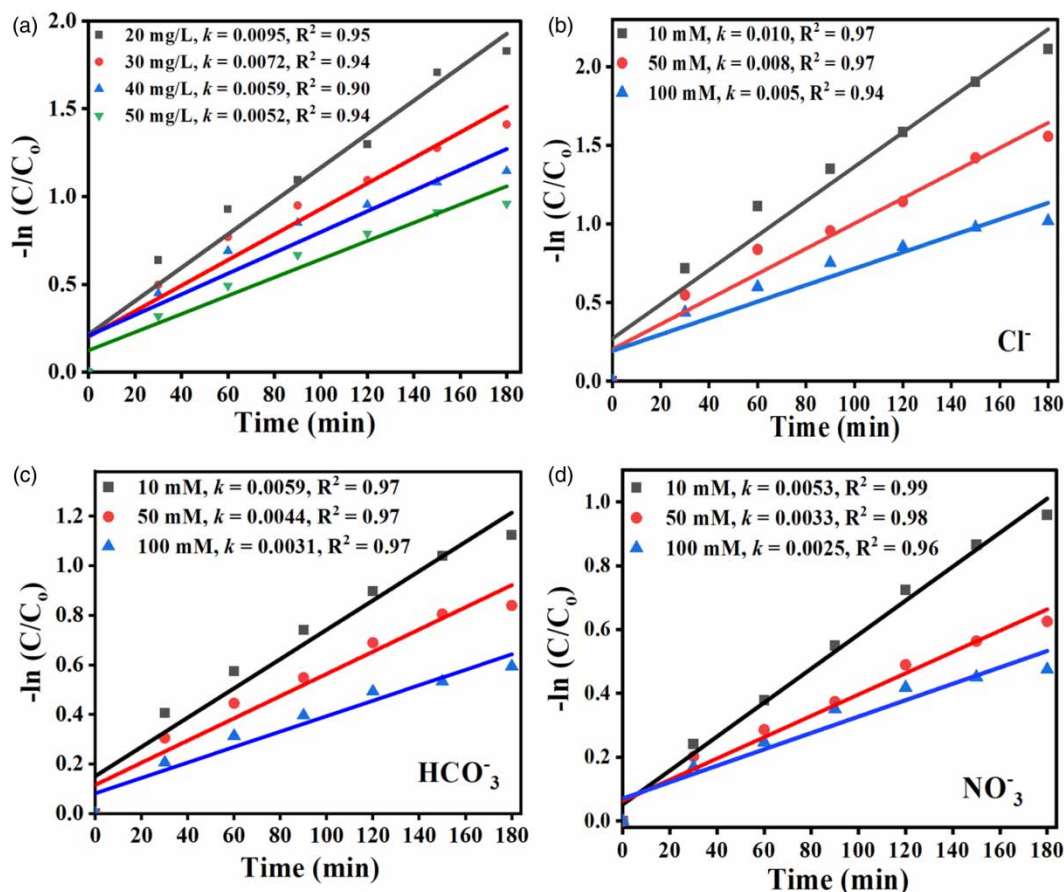 (a)
20 mg/L, k = 0.0095, R² = 0.95
30 mg/L, k = 0.0072, R² = 0.94
40 mg/L, k = 0.0059, R² = 0.90
50 mg/L, k = 0.0052, R² = 0.94
-ln (C/Cₒ)
2.0
1.5
1.0
0.5
0.0
0 20 40 60 80 100 120 140 160 180
Time (min)
(b)
10 mM, k = 0.010, R² = 0.97
50 mM, k = 0.008, R² = 0.97
100 mM, k = 0.005, R² = 0.94
-ln (C/Cₒ)
2.0
1.5
1.0
0.5
0.0
Cl⁻
0 20 40 60 80 100 120 140 160 180
Time (min)
(c)
10 mM, k = 0.0059, R² = 0.97
50 mM, k = 0.0044, R² = 0.97
100 mM, k = 0.0031, R² = 0.97
-ln (C/Cₒ)
1.2
1.0
0.8
0.6
0.4
0.2
0.0
HCO⁻₃
0 20 40 60 80 100 120 140 160 180
Time (min)
(d)
10 mM, k = 0.0053, R² = 0.99
50 mM, k = 0.0033, R² = 0.98
100 mM, k = 0.0025, R² = 0.96
-ln (C/Cₒ)
1.0
0.8
0.6
0.4
0.2
0.0
NO⁻₃
0 20 40 60 80 100 120 140 160 180
Time (min)